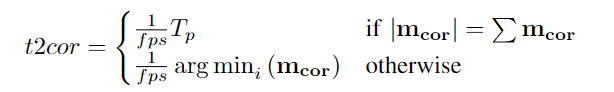 t2cor = { 1/fps T_p if |m_cor| = ∑ m_cor
1/fps arg min_i (m_cor) otherwise